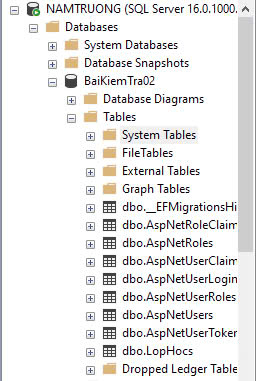 NAMTRUONG (SQL Server 16.0.1000.
Databases
System Databases
Database Snapshots
BaiKiemTra02
Database Diagrams
Tables
System Tables
FileTables
External Tables
Graph Tables
dbo.__EFMigrationsHi
dbo.AspNetRoleClaim
dbo.AspNetRoles
dbo.AspNetUserClaim
dbo.AspNetUserLogin
dbo.AspNetUserRoles
dbo.AspNetUsers
dbo.AspNetUserToken
dbo.LopHocs
Dropped Ledger Table